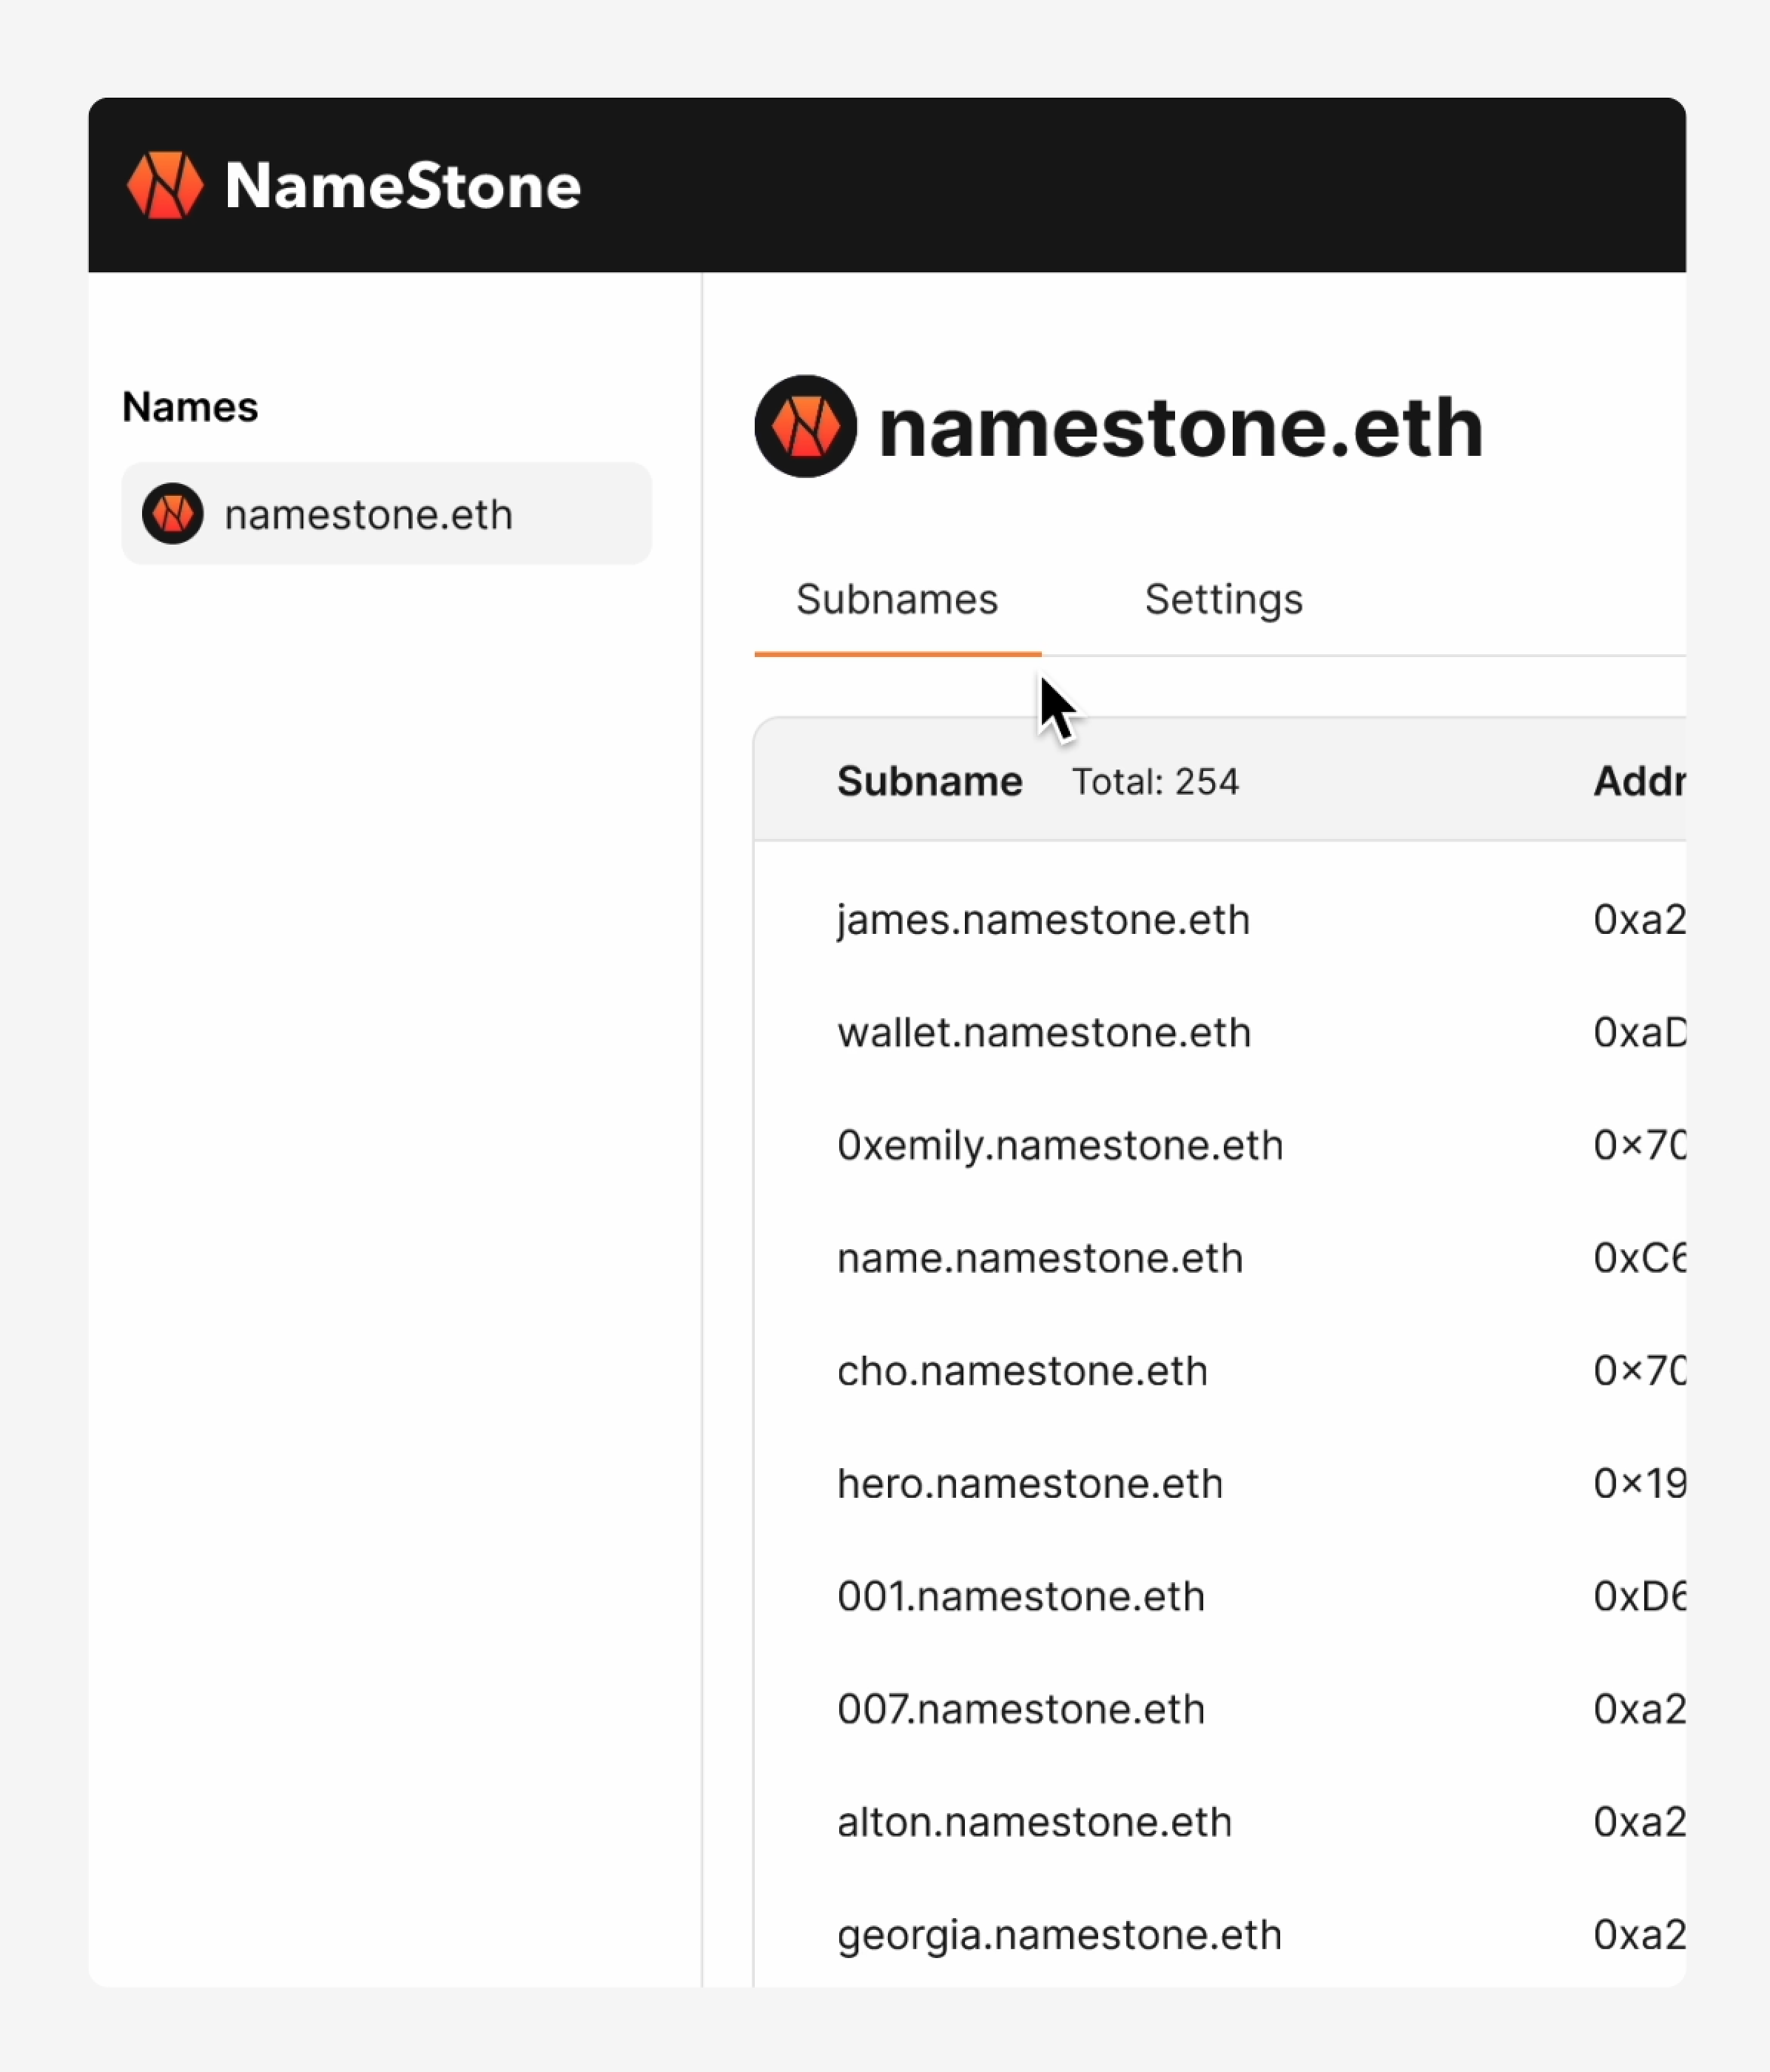 NameStone
Names
namestone.eth
namestone.eth
Subnames Settings
Subname Total: 254 Addr
james.namestone.eth 0xa2
wallet.namestone.eth 0xaD
0xemily.namestone.eth 0×70
name.namestone.eth 0xC6
cho.namestone.eth 0×70
hero.namestone.eth 0×19
001.namestone.eth 0xD6
007.namestone.eth 0xa2
alton.namestone.eth 0xa2
georgia.namestone.eth 0xa2